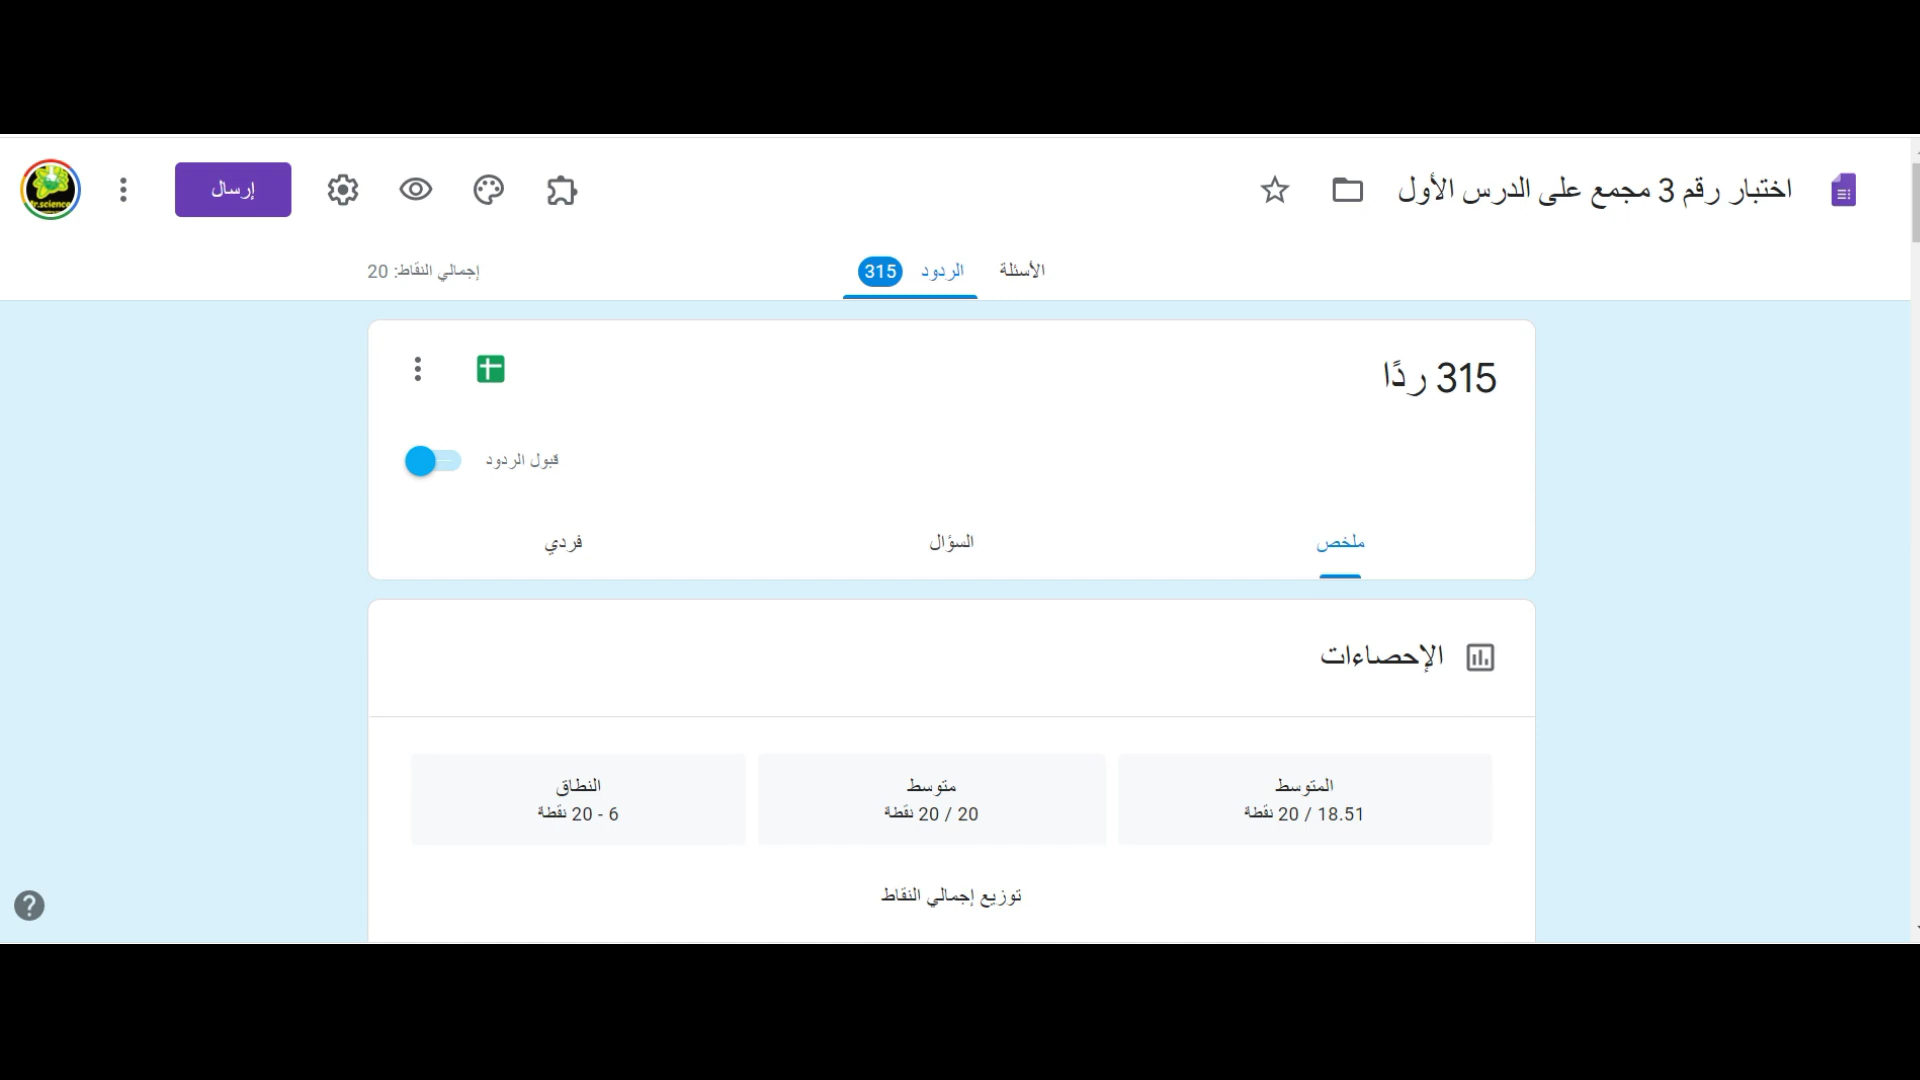 اختبار رقم 3 مجمع على الدرس الأول
إرسال
Mr.science
الأسئلة
الردود 315
إجمالي النقاط: 20
315 ردًا
قبول الردود
ملخص
السؤال
فردي
الإحصاءات
المتوسط
18.51 / 20 نقطة
متوسط
20 / 20 نقطة
النطاق
6 - 20 نقطة
توزيع إجمالي النقاط